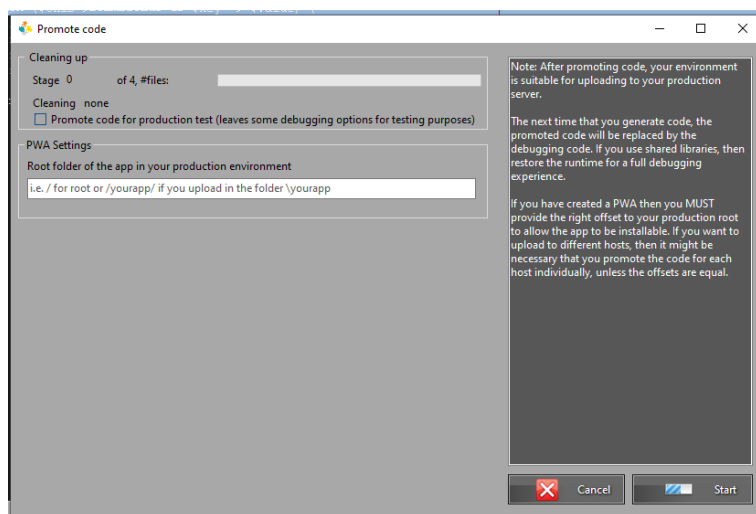 Promote code
Cleaning up
Stage 0 of 4, #files:
Cleaning none
Promote code for production test (leaves some debugging options for testing purposes)
PWA Settings
Root folder of the app in your production environment
i.e. / for root or /yourapp/ if you upload in the folder \yourapp
Note: After promoting code, your environment
is suitable for uploading to your production
server.
The next time that you generate code, the
promoted code will be replaced by the
debugging code. If you use shared libraries, then
restore the runtime for a full debugging
experience.
If you have created a PWA then you MUST
provide the right offset to your production root
to allow the app to be installable. If you want to
upload to different hosts, then it might be
necessary that you promote the code for each
host individually, unless the offsets are equal.
Cancel
Start